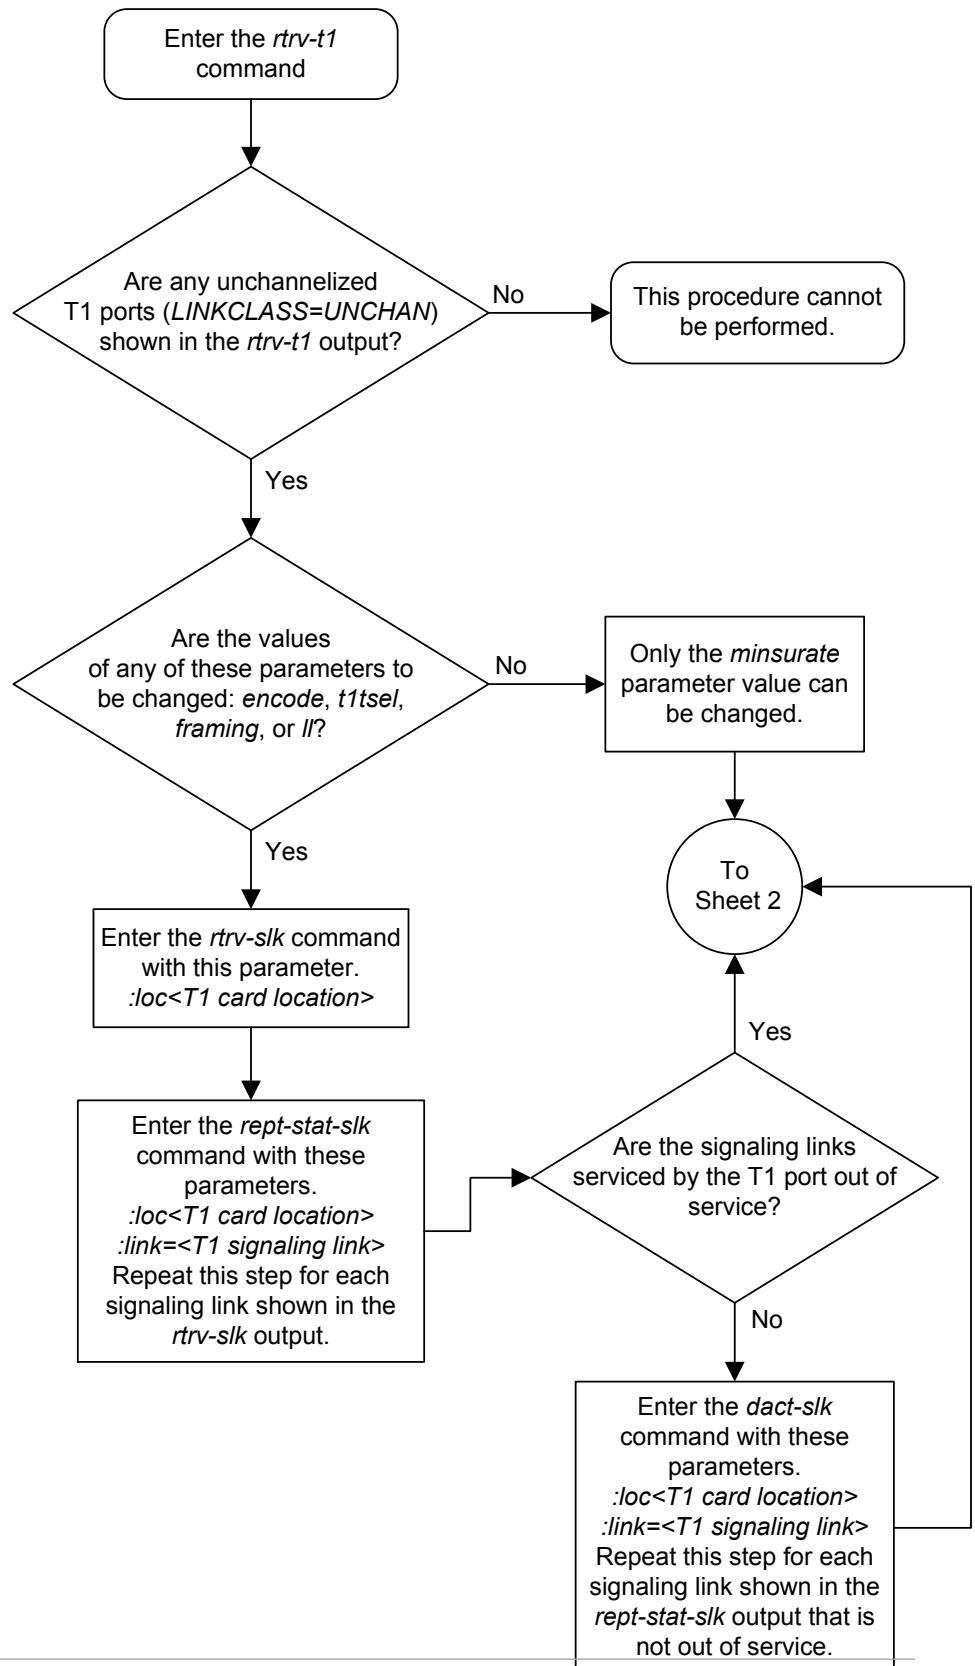 Enter the rtrv-t1
command
Are any unchannelized
T1 ports (LINKCLASS=UNCHAN)
shown in the rtrv-t1 output?
No
This procedure cannot
be performed.
Yes
Are the values
of any of these parameters to
be changed: encode, t1tsel,
framing, or ll?
No
Only the minsurate
parameter value can
be changed.
Yes
To
Sheet 2
Enter the rtrv-slk command
with this parameter.
:loc<T1 card location>
Yes
Enter the rept-stat-slk
command with these
parameters.
:loc<T1 card location>
:link=<T1 signaling link>
Repeat this step for each
signaling link shown in the
rtrv-slk output.
Are the signaling links
serviced by the T1 port out of
service?
No
Enter the dact-slk
command with these
parameters.
:loc<T1 card location>
:link=<T1 signaling link>
Repeat this step for each
signaling link shown in the
rept-stat-slk output that is
not out of service.